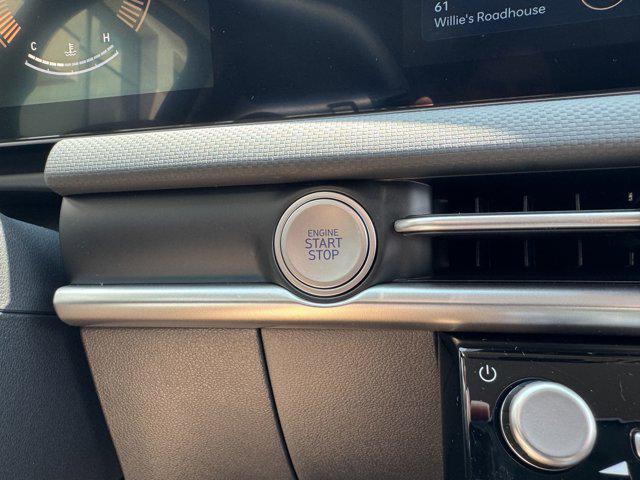 61
Willie's Roadhouse
C H
ENGINE
START
STOP